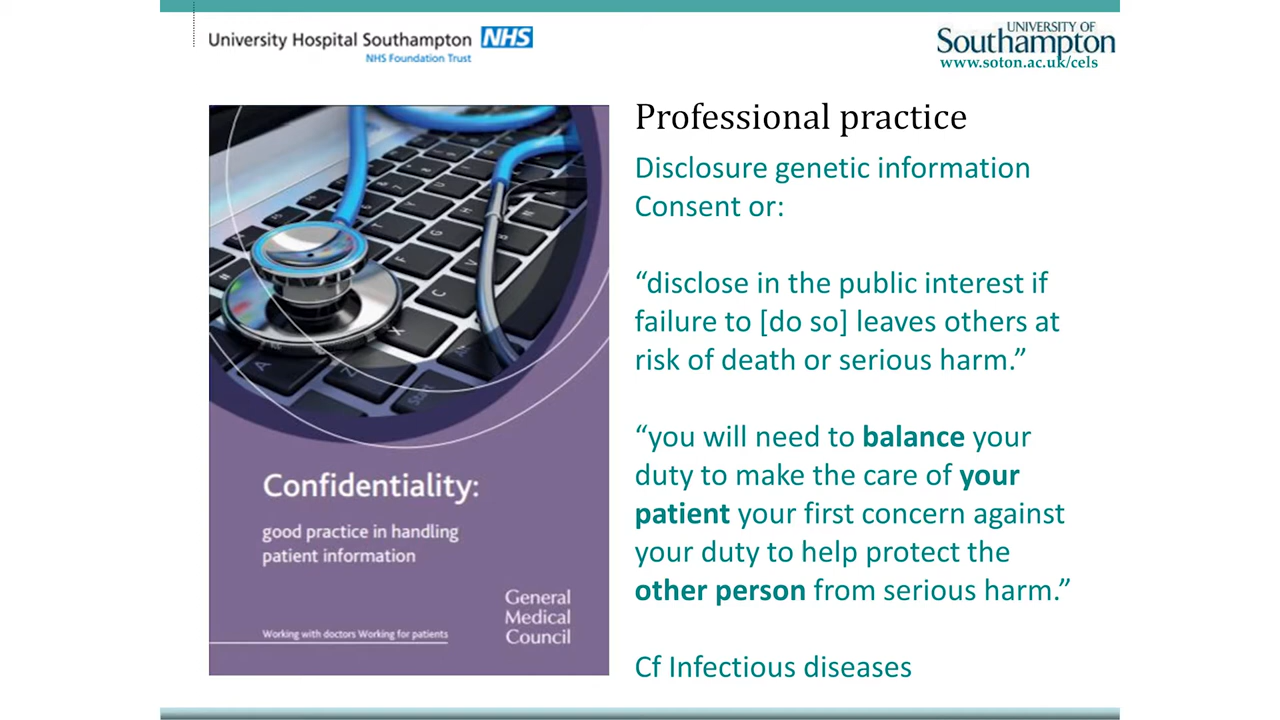 University Hospital Southampton NHS
NHS Foundation Trust
UNIVERSITY OF
Southampton
www.soton.ac.uk/cels
Professional practice
Disclosure genetic information
Consent or:
“disclose in the public interest if
failure to [do so] leaves others at
risk of death or serious harm.”
“you will need to balance your
duty to make the care of your
patient your first concern against
your duty to help protect the
other person from serious harm.”
Cf Infectious diseases
Confidentiality:
good practice in handling
patient information
General
Medical
Council
Working with doctors Working for patients